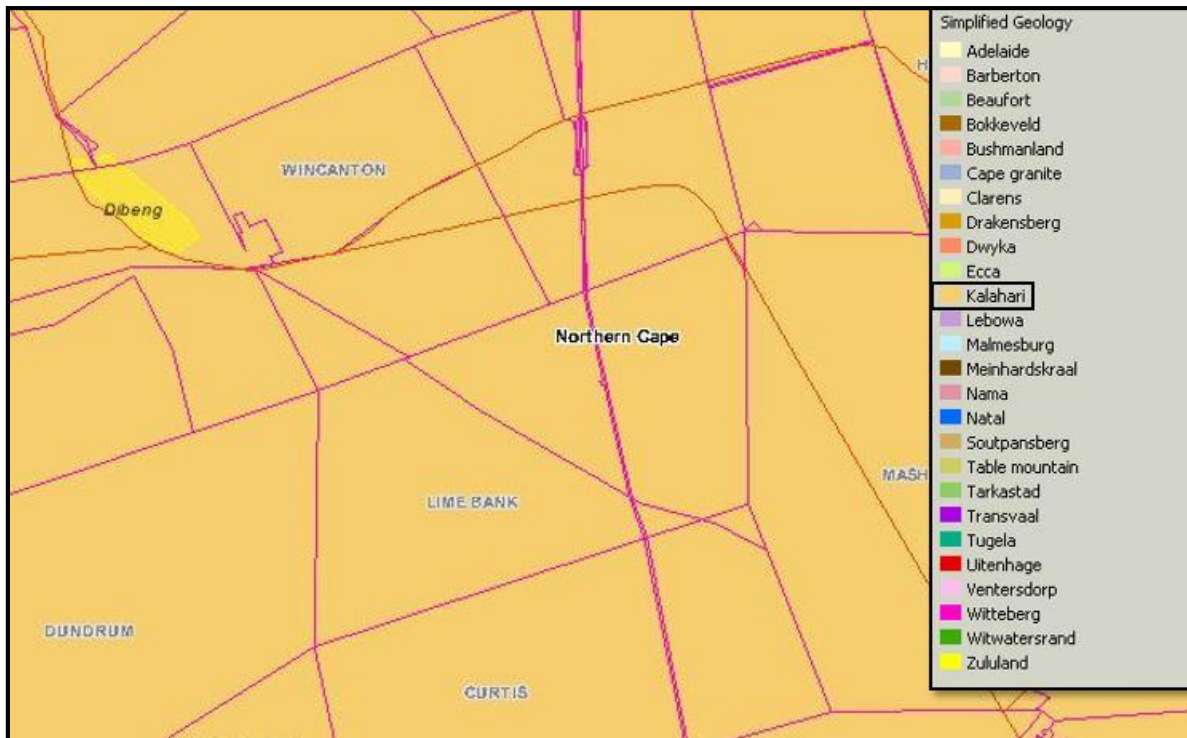 WINCANTON
Dibeng
Northern Cape
LIME BANK
MASH
DUNDRUM
CURTIS
H
Simplified Geology
Adelaide
Barberton
Beaufort
Bokkeveld
Bushmanland
Cape granite
Clarens
Drakensberg
Dwyka
Ecca
Kalahari
Lebowa
Malmesburg
Meinhardskraal
Nama
Natal
Soutpansberg
Table mountain
Tarkastad
Transvaal
Tugela
Uitenhage
Ventersdorp
Witteberg
Witwatersrand
Zululand